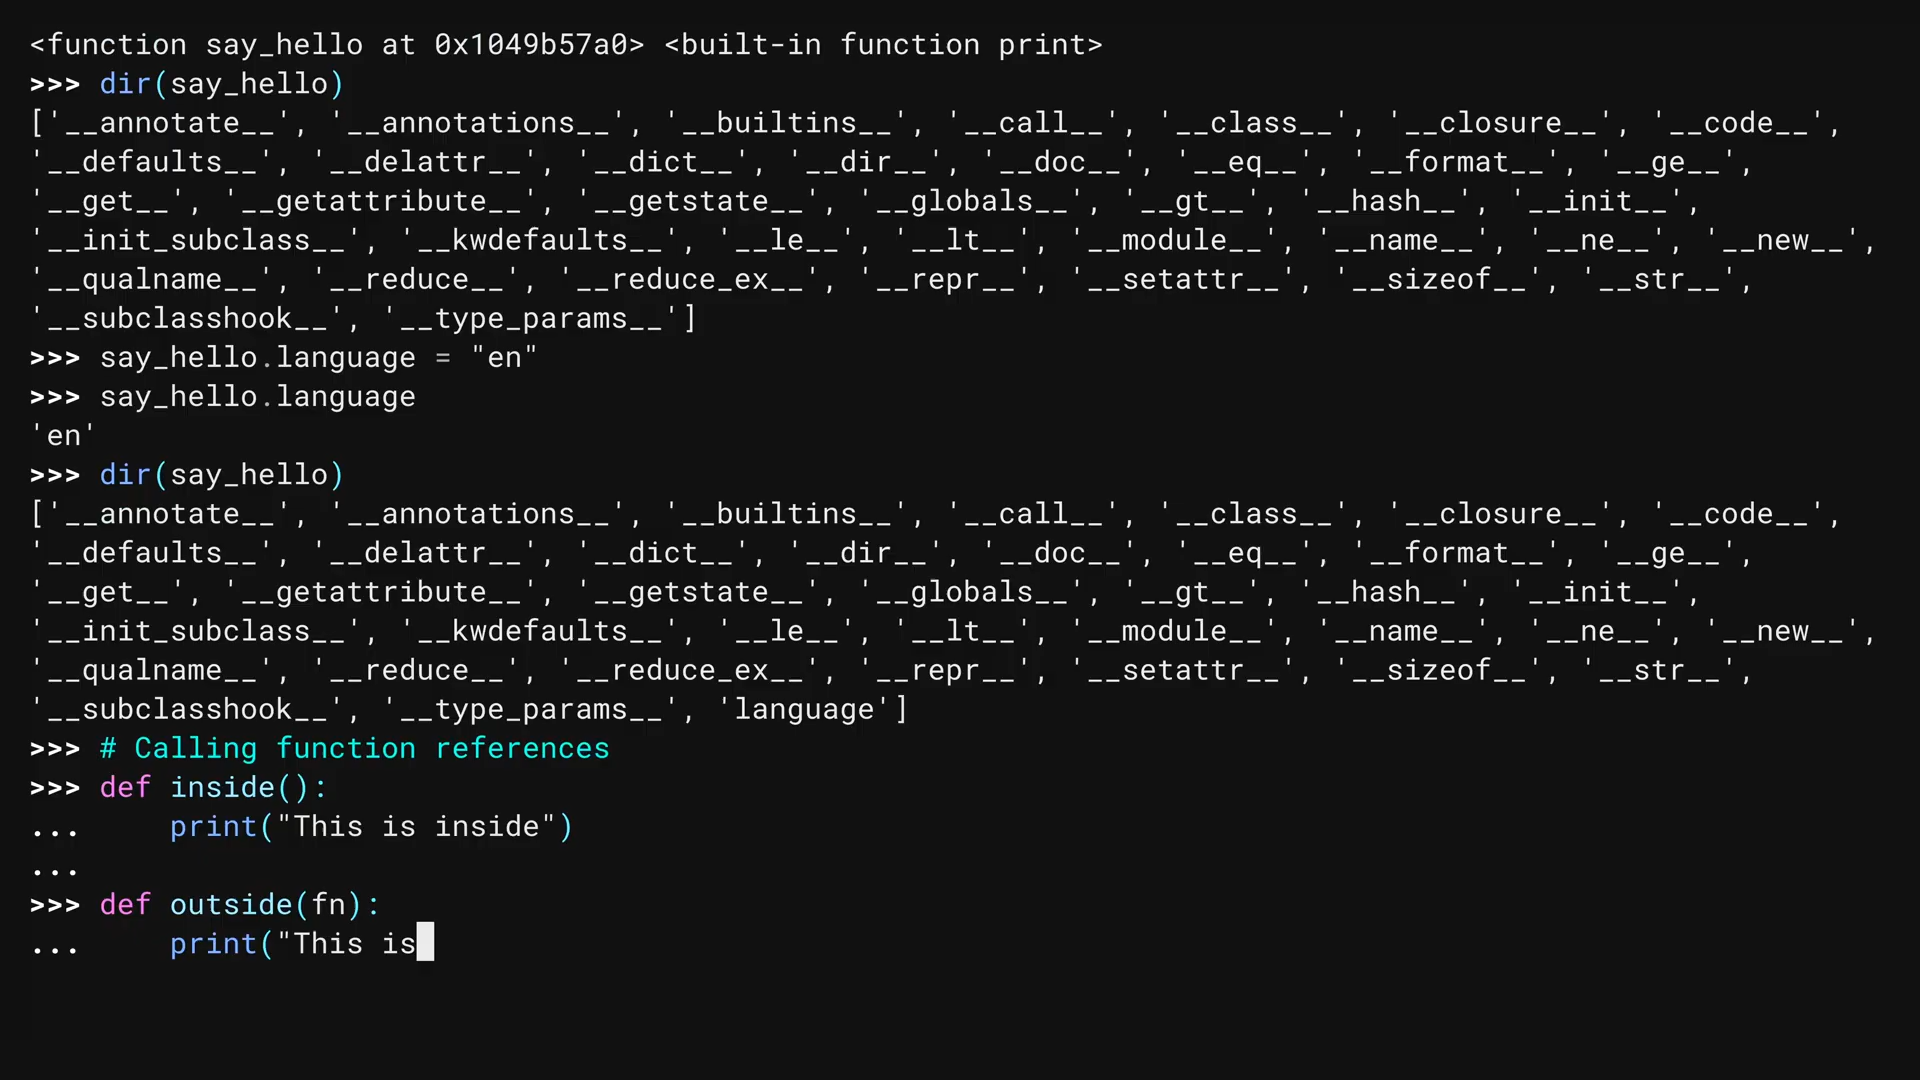 <function say_hello at 0x1049b57a0> <built-in function print>
>>> dir(say_hello)
['__annotate__', '__annotations__', '__builtins__', '__call__', '__class__', '__closure__', '__code__',
'__defaults__', '__delattr__', '__dict__', '__dir__', '__doc__', '__eq__', '__format__', '__ge__',
'__get__', '__getattribute__', '__getstate__', '__globals__', '__gt__', '__hash__', '__init__',
'__init_subclass__', '__kwdefaults__', '__le__', '__lt__', '__module__', '__name__', '__ne__', '__new__',
'__qualname__', '__reduce__', '__reduce_ex__', '__repr__', '__setattr__', '__sizeof__', '__str__',
'__subclasshook__', '__type_params__']
>>> say_hello.language = "en"
>>> say_hello.language
'en'
>>> dir(say_hello)
['__annotate__', '__annotations__', '__builtins__', '__call__', '__class__', '__closure__', '__code__',
'__defaults__', '__delattr__', '__dict__', '__dir__', '__doc__', '__eq__', '__format__', '__ge__',
'__get__', '__getattribute__', '__getstate__', '__globals__', '__gt__', '__hash__', '__init__',
'__init_subclass__', '__kwdefaults__', '__le__', '__lt__', '__module__', '__name__', '__ne__', '__new__',
'__qualname__', '__reduce__', '__reduce_ex__', '__repr__', '__setattr__', '__sizeof__', '__str__',
'__subclasshook__', '__type_params__', 'language']
>>> # Calling function references
>>> def inside():
...     print("This is inside")
...
>>> def outside(fn):
...     print("This is